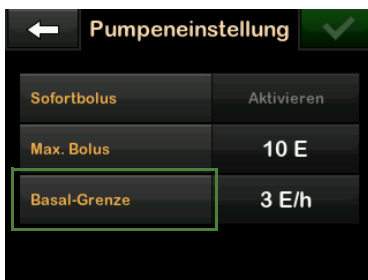 Pumpeneinstellung
Sofortbolus Aktivieren
Max. Bolus 10 E
Basal-Grenze 3 E/h